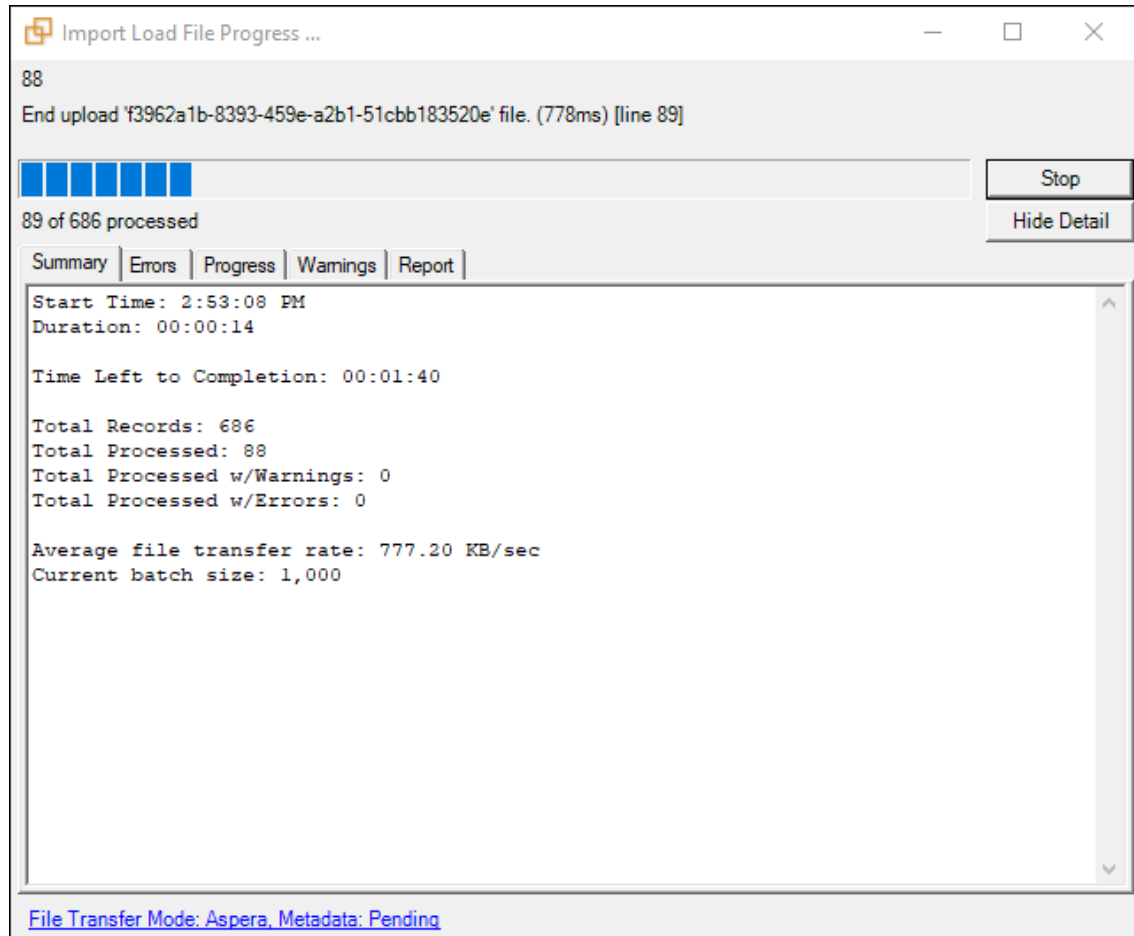 Import Load File Progress ...
88
End upload 'f3962a1b-8393-459e-a2b1-51cbb183520e' file. (778ms) [line 89]
Stop
89 of 686 processed
Hide Detail
Summary Errors Progress Warnings Report
Start Time: 2:53:08 PM
Duration: 00:00:14
Time Left to Completion: 00:01:40
Total Records: 686
Total Processed: 88
Total Processed w/Warnings: 0
Total Processed w/Errors: 0
Average file transfer rate: 777.20 KB/sec
Current batch size: 1,000
File Transfer Mode: Aspera, Metadata: Pending